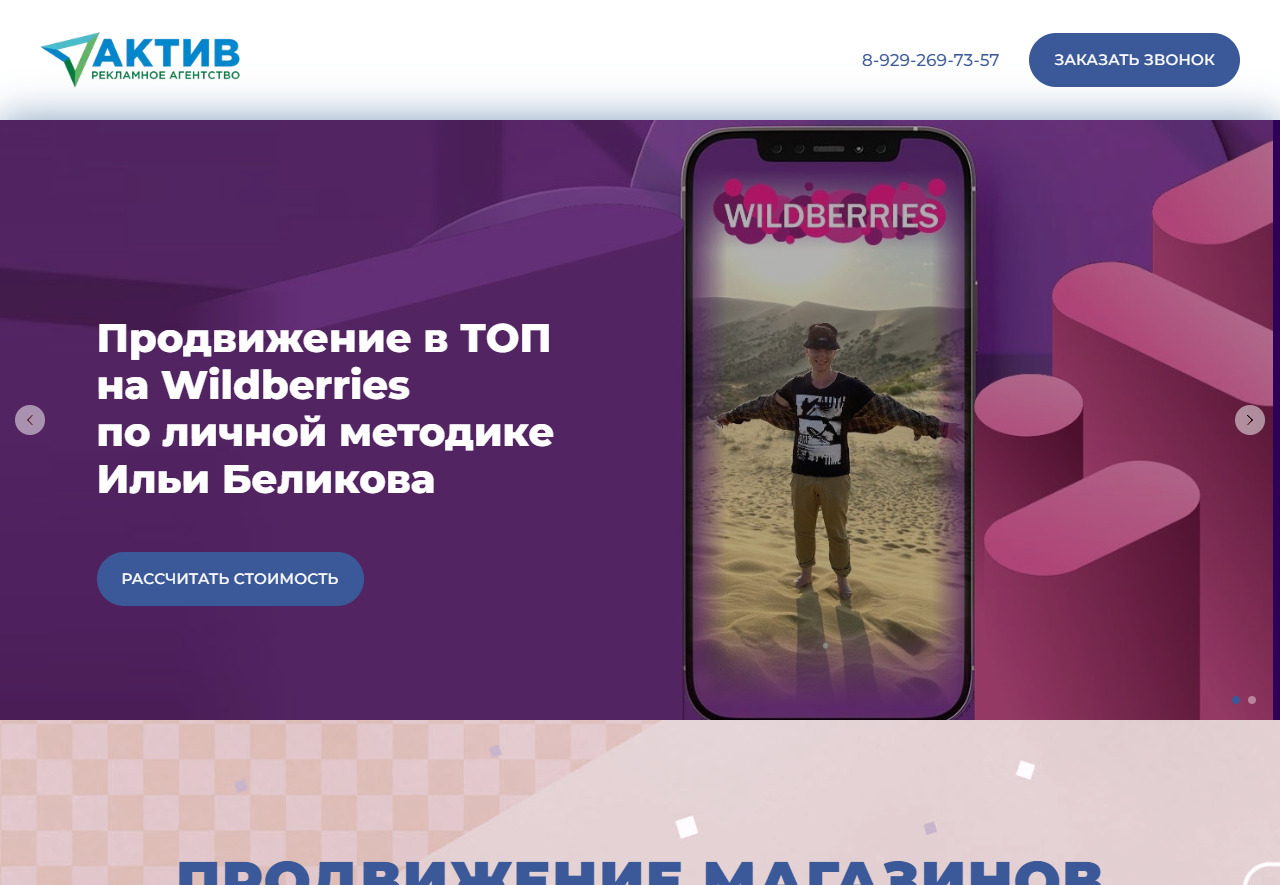 АКТИВ
РЕКЛАМНОЕ АГЕНТСТВО
8-929-269-73-57
ЗАКАЗАТЬ ЗВОНОК
WILDBERRIES
Продвижение в ТОП
на Wildberries
по личной методике
Ильи Беликова
РАССЧИТАТЬ СТОИМОСТЬ
ПРОДВИЖЕНИЕ МАГАЗИНОВ